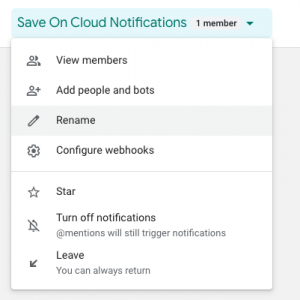 Save On Cloud Notifications 1 member
View members
Add people and bots
Rename
Configure webhooks
Star
Turn off notifications
@mentions will still trigger notifications
Leave
You can always return